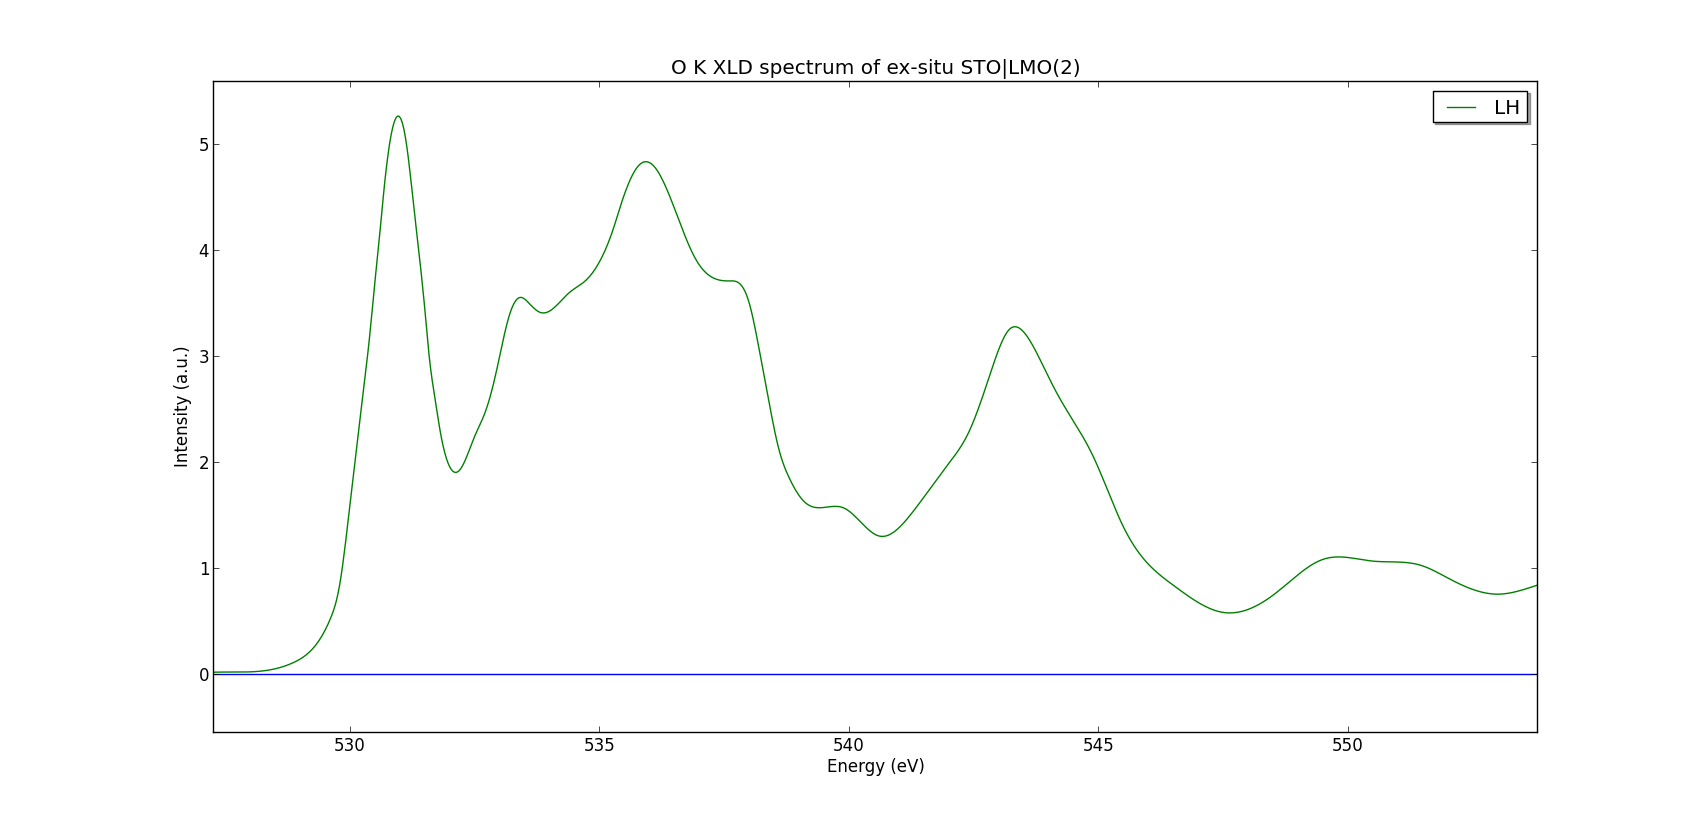 O K XLD spectrum of ex-situ STO|LMO(2)
LH
Intensity (a.u.)
5
4
3
2
1
0
530 535 540 545 550
Energy (eV)